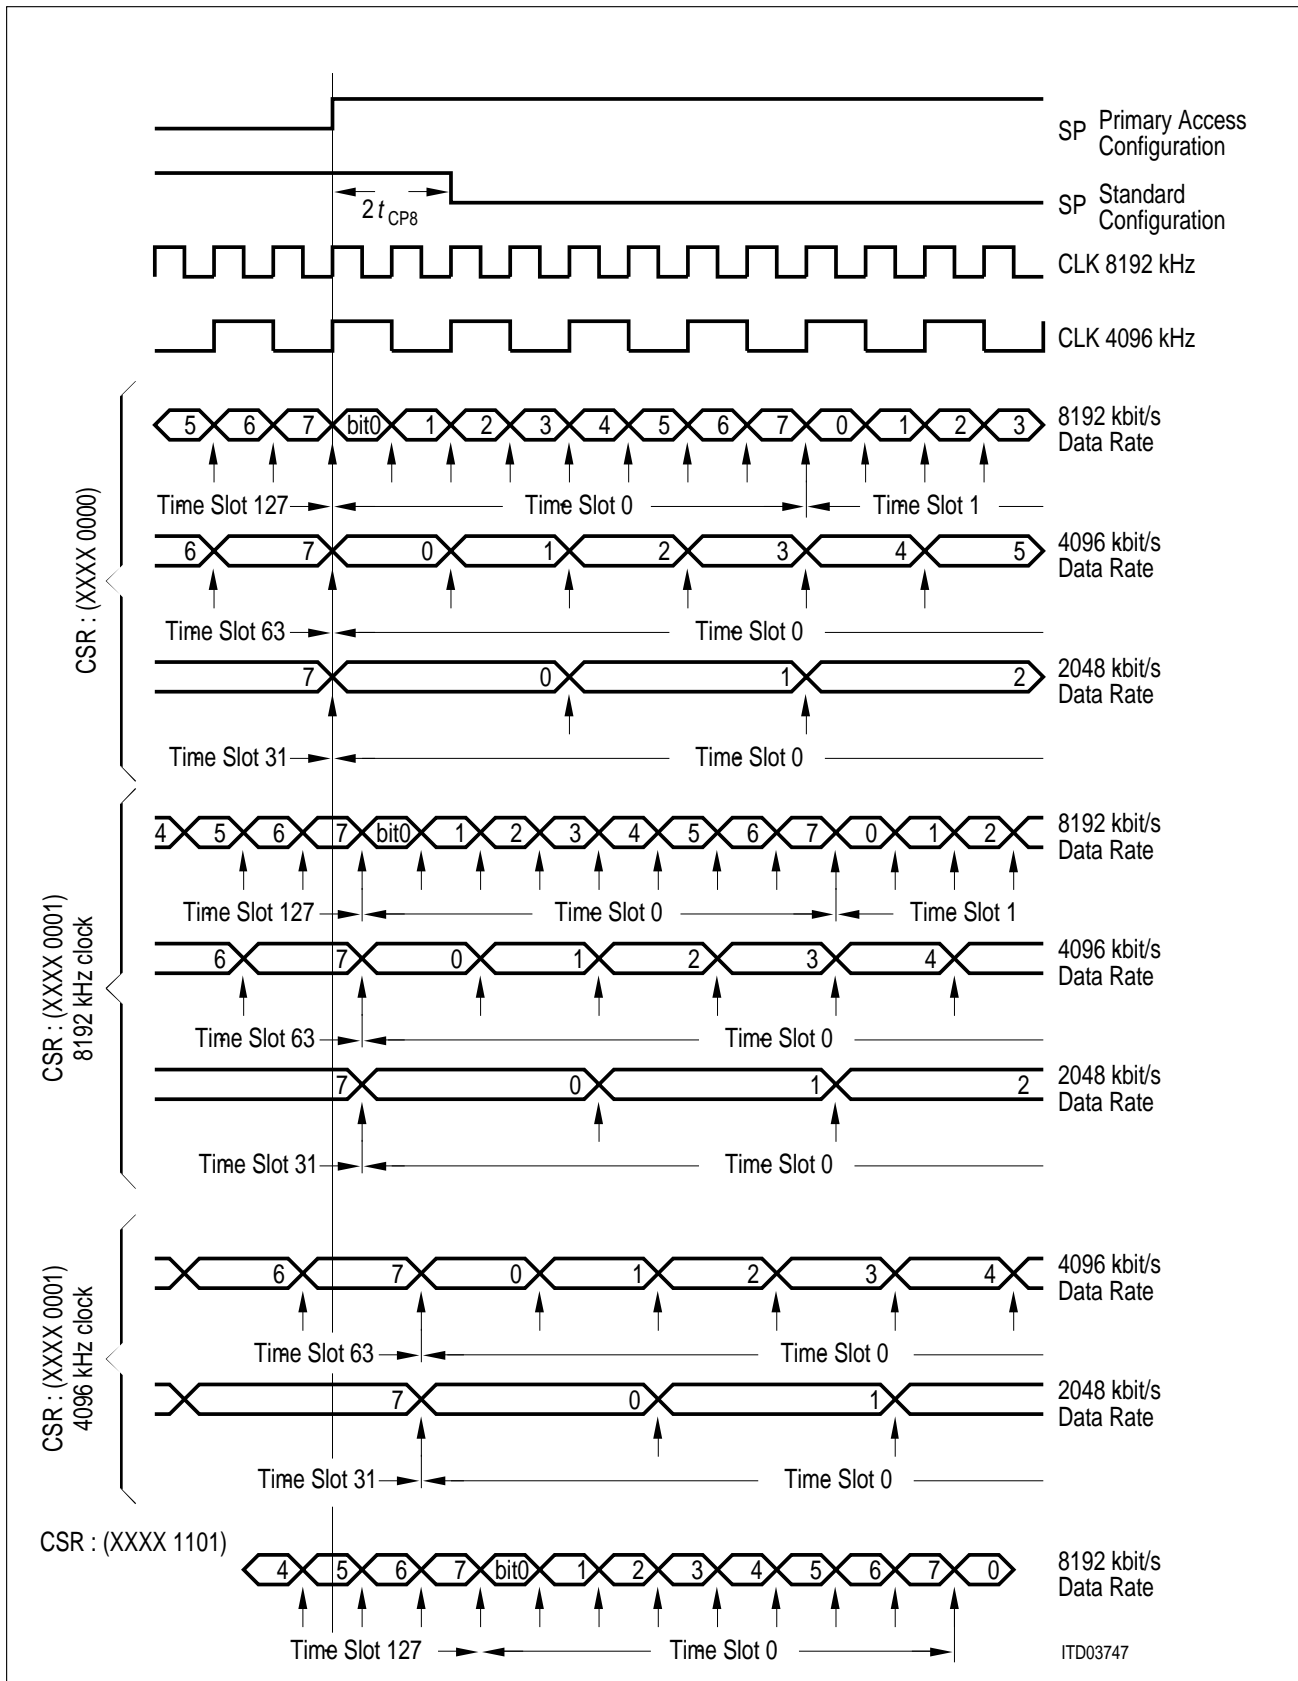 SP Primary Access
Configuration
2 t CP8
SP Standard
Configuration
CLK 8192 kHz
CLK 4096 kHz
CSR : (XXXX 0000)
5 6 7 bit0 1 2 3 4 5 6 7 0 1 2 3
8192 kbit/s
Data Rate
Time Slot 127 Time Slot 0 Time Slot 1
6 7 0 1 2 3 4 5
4096 kbit/s
Data Rate
Time Slot 63 Time Slot 0
7 0 1 2
2048 kbit/s
Data Rate
Time Slot 31 Time Slot 0
CSR : (XXXX 0001)
8192 kHz clock
4 5 6 7 bit0 1 2 3 4 5 6 7 0 1 2
8192 kbit/s
Data Rate
Time Slot 127 Time Slot 0 Time Slot 1
6 7 0 1 2 3 4
4096 kbit/s
Data Rate
Time Slot 63 Time Slot 0
7 0 1 2
2048 kbit/s
Data Rate
Time Slot 31 Time Slot 0
CSR : (XXXX 0001)
4096 kHz clock
6 7 0 1 2 3 4
4096 kbit/s
Data Rate
Time Slot 63 Time Slot 0
7 0 1
2048 kbit/s
Data Rate
Time Slot 31 Time Slot 0
CSR : (XXXX 1101)
4 5 6 7 bit0 1 2 3 4 5 6 7 0
8192 kbit/s
Data Rate
Time Slot 127 Time Slot 0
ITD03747